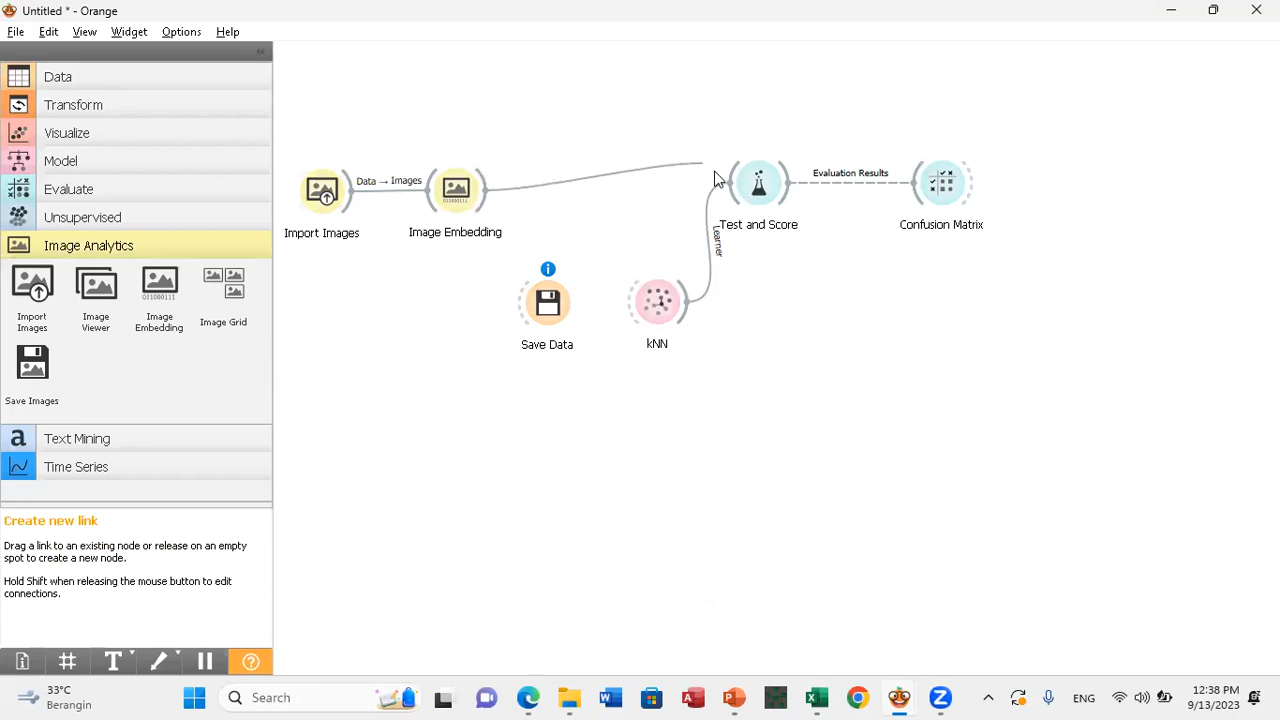 Untitled * - Orange
File Edit View Widget Options Help
Data
Transform
Visualize
Model
Evaluate
Unsupervised
Image Analytics
Import Images
Image Viewer
Image Embedding
Image Grid
Save Images
Text Mining
Time Series
Create new link
Drag a link to an existing node or release on an empty
spot to create a new node.
Hold Shift when releasing the mouse button to edit
connections.
Data → Images
Import Images
Image Embedding
Evaluation Results
Test and Score
Confusion Matrix
Learner
Save Data
kNN
33°C
Berangin
Search
ENG
12:38 PM
9/13/2023